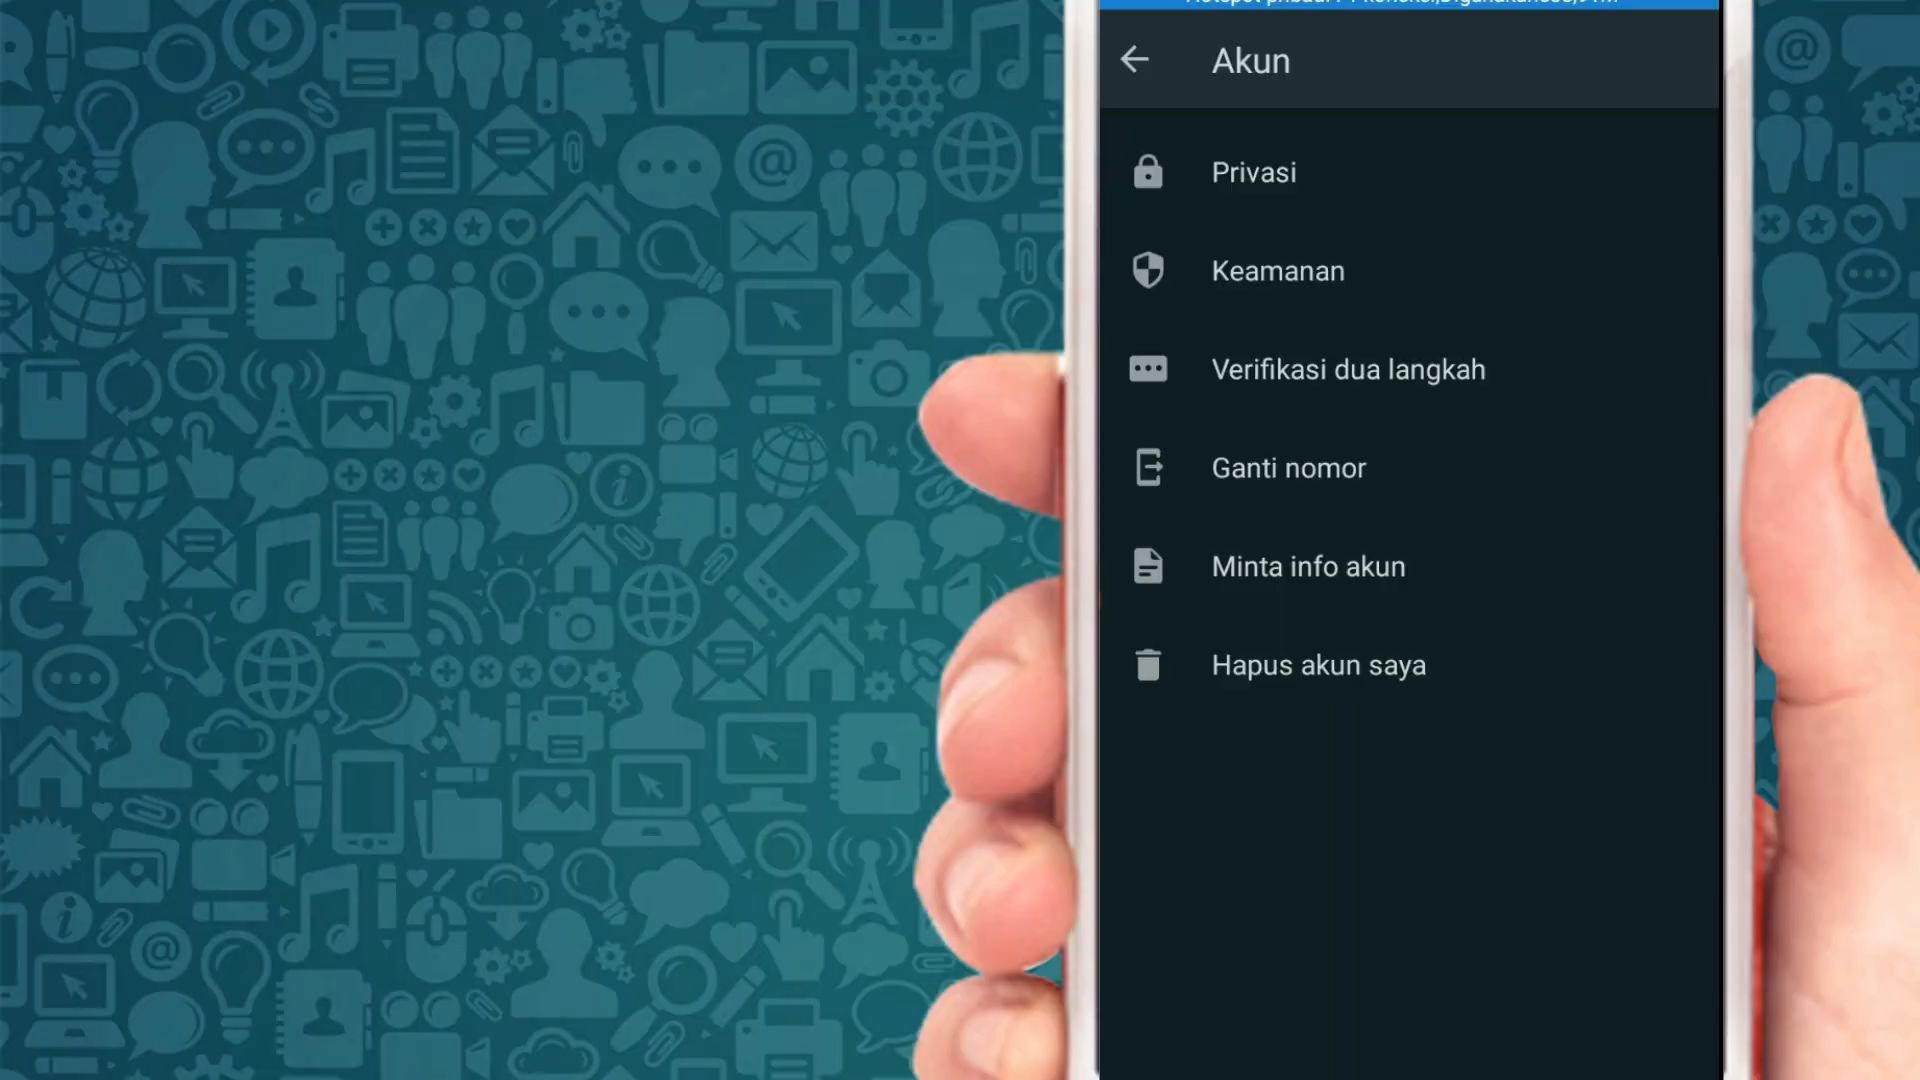 Akun
Privasi
Keamanan
Verifikasi dua langkah
Ganti nomor
Minta info akun
Hapus akun saya